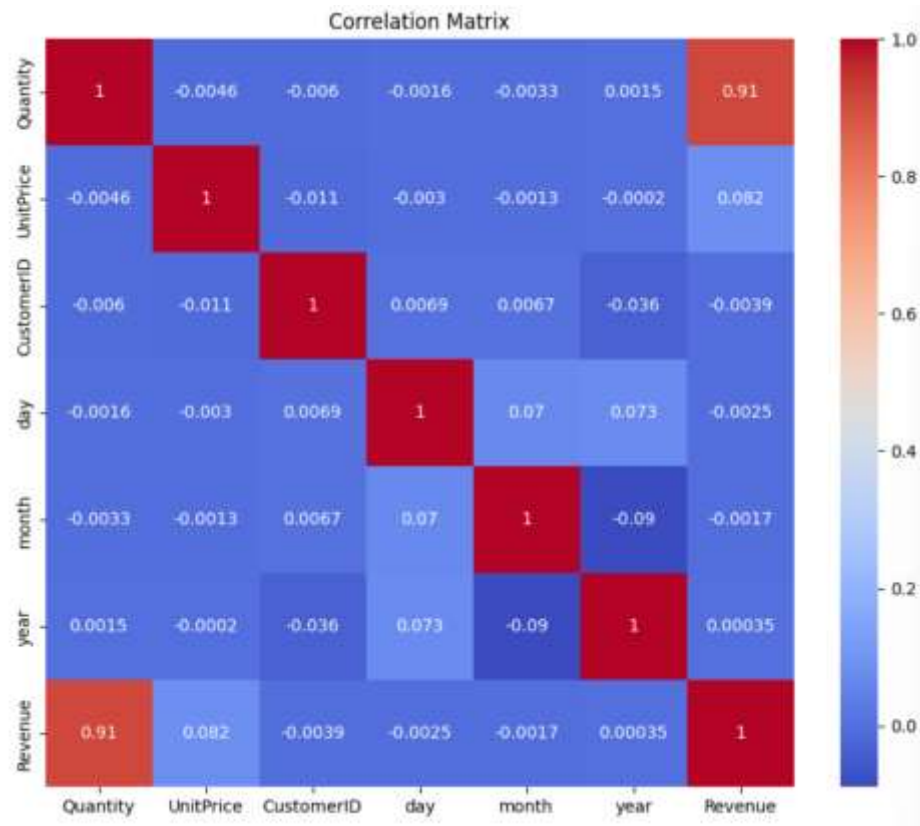 Correlation Matrix
Quantity 1 -0.0046 -0.006 -0.0016 -0.0033 0.0015 0.91
UnitPrice -0.0046 1 -0.011 -0.003 -0.0013 -0.0002 0.082
CustomerID -0.006 -0.011 1 0.0069 0.0067 -0.036 -0.0039
day -0.0016 -0.003 0.0069 1 0.07 0.073 -0.0025
month -0.0033 -0.0013 0.0067 0.07 1 -0.09 -0.0017
year 0.0015 -0.0002 -0.036 0.073 -0.09 1 0.00035
Revenue 0.91 0.082 -0.0039 -0.0025 -0.0017 0.00035 1
Quantity UnitPrice CustomerID day month year Revenue
1.0
0.8
0.6
0.4
0.2
0.0